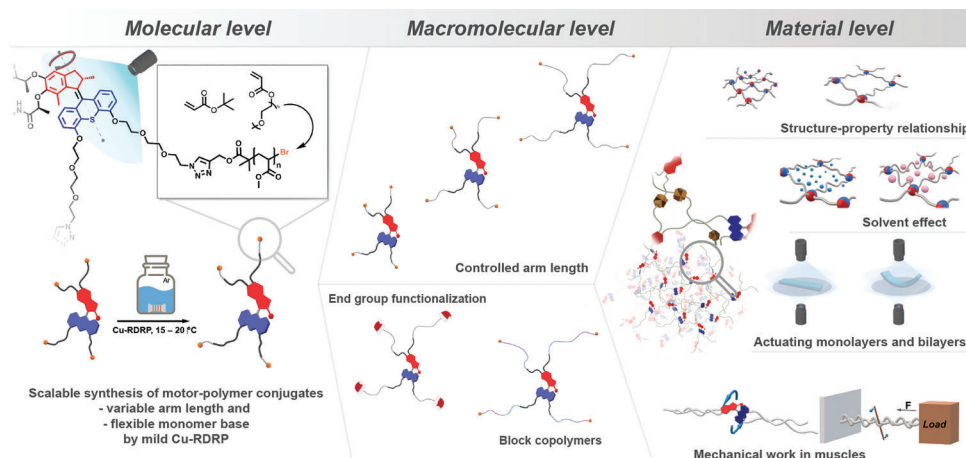 Molecular level
Macromolecular level
Material level
O
O
HN
O
S
O
O
O
O
O
O
O
N
N=N
O
O
n
Br
O
O
O
O
O
O
n
O
O
O
O
N
N
N
Ar
Cu-RDRP, 15 – 20 °C
Scalable synthesis of motor-polymer conjugates
- variable arm length and
- flexible monomer base
by mild Cu-RDRP
Controlled arm length
End group functionalization
Block copolymers
Structure-property relationship
Solvent effect
Actuating monolayers and bilayers
F
Load
Mechanical work in muscles